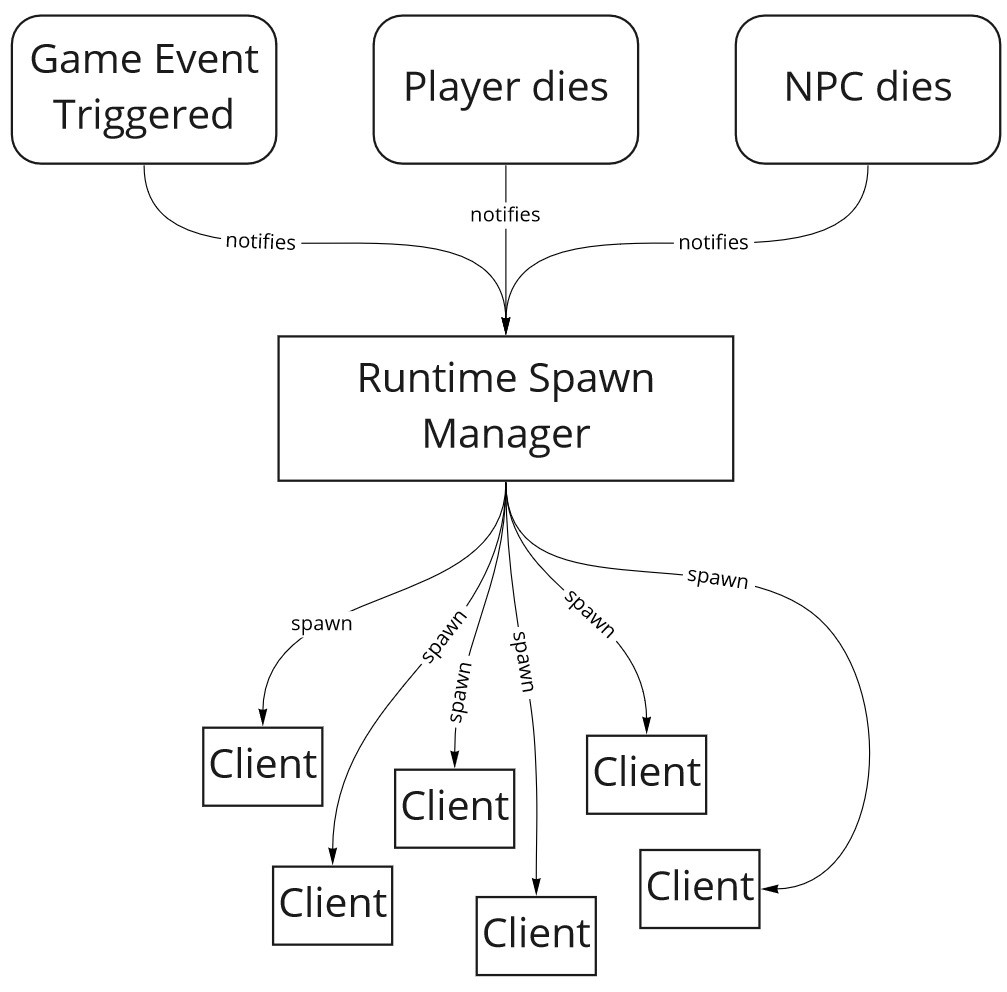 Game Event
Triggered
Player dies
NPC dies
notifies
notifies
notifies
Runtime Spawn
Manager
spawn
spawn
spawn
spawn
spawn
spawn
Client
Client
Client
Client
Client
Client